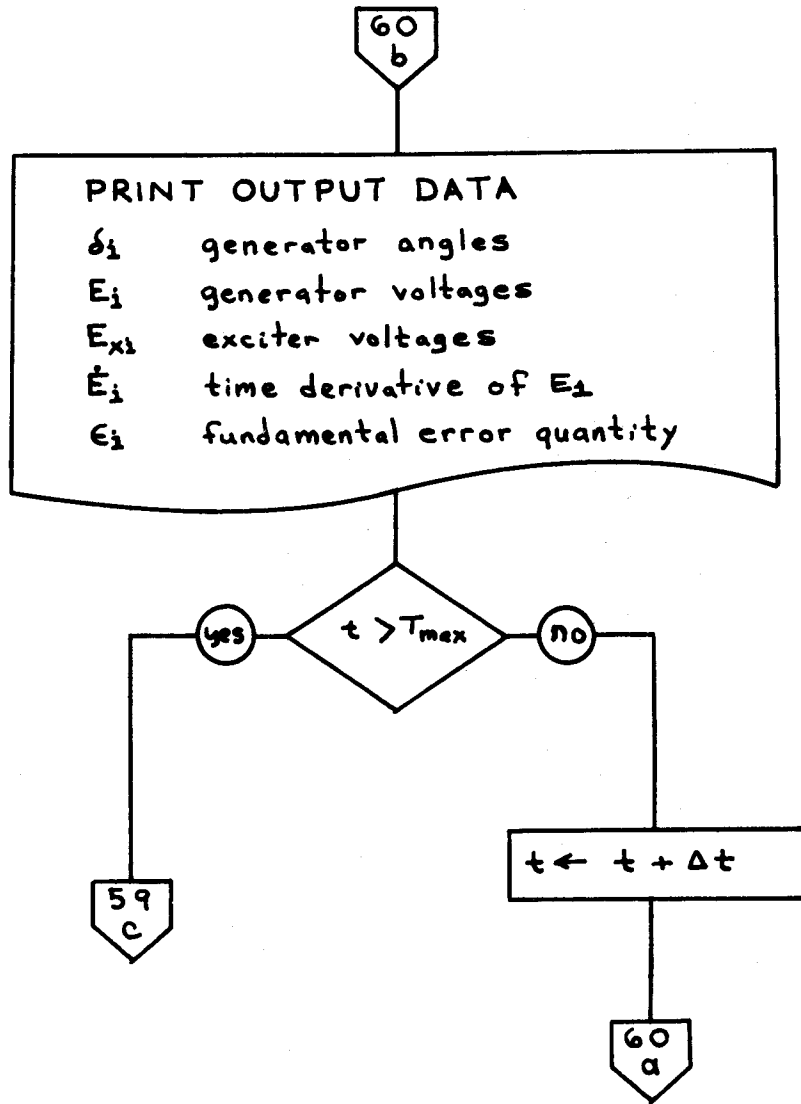 60
b
PRINT OUTPUT DATA
δi generator angles
Ei generator voltages
Exi exciter voltages
Ėi time derivative of E1
ϵi fundamental error quantity
yes
t > Tmax
no
t ← t + Δt
59
c
60
a